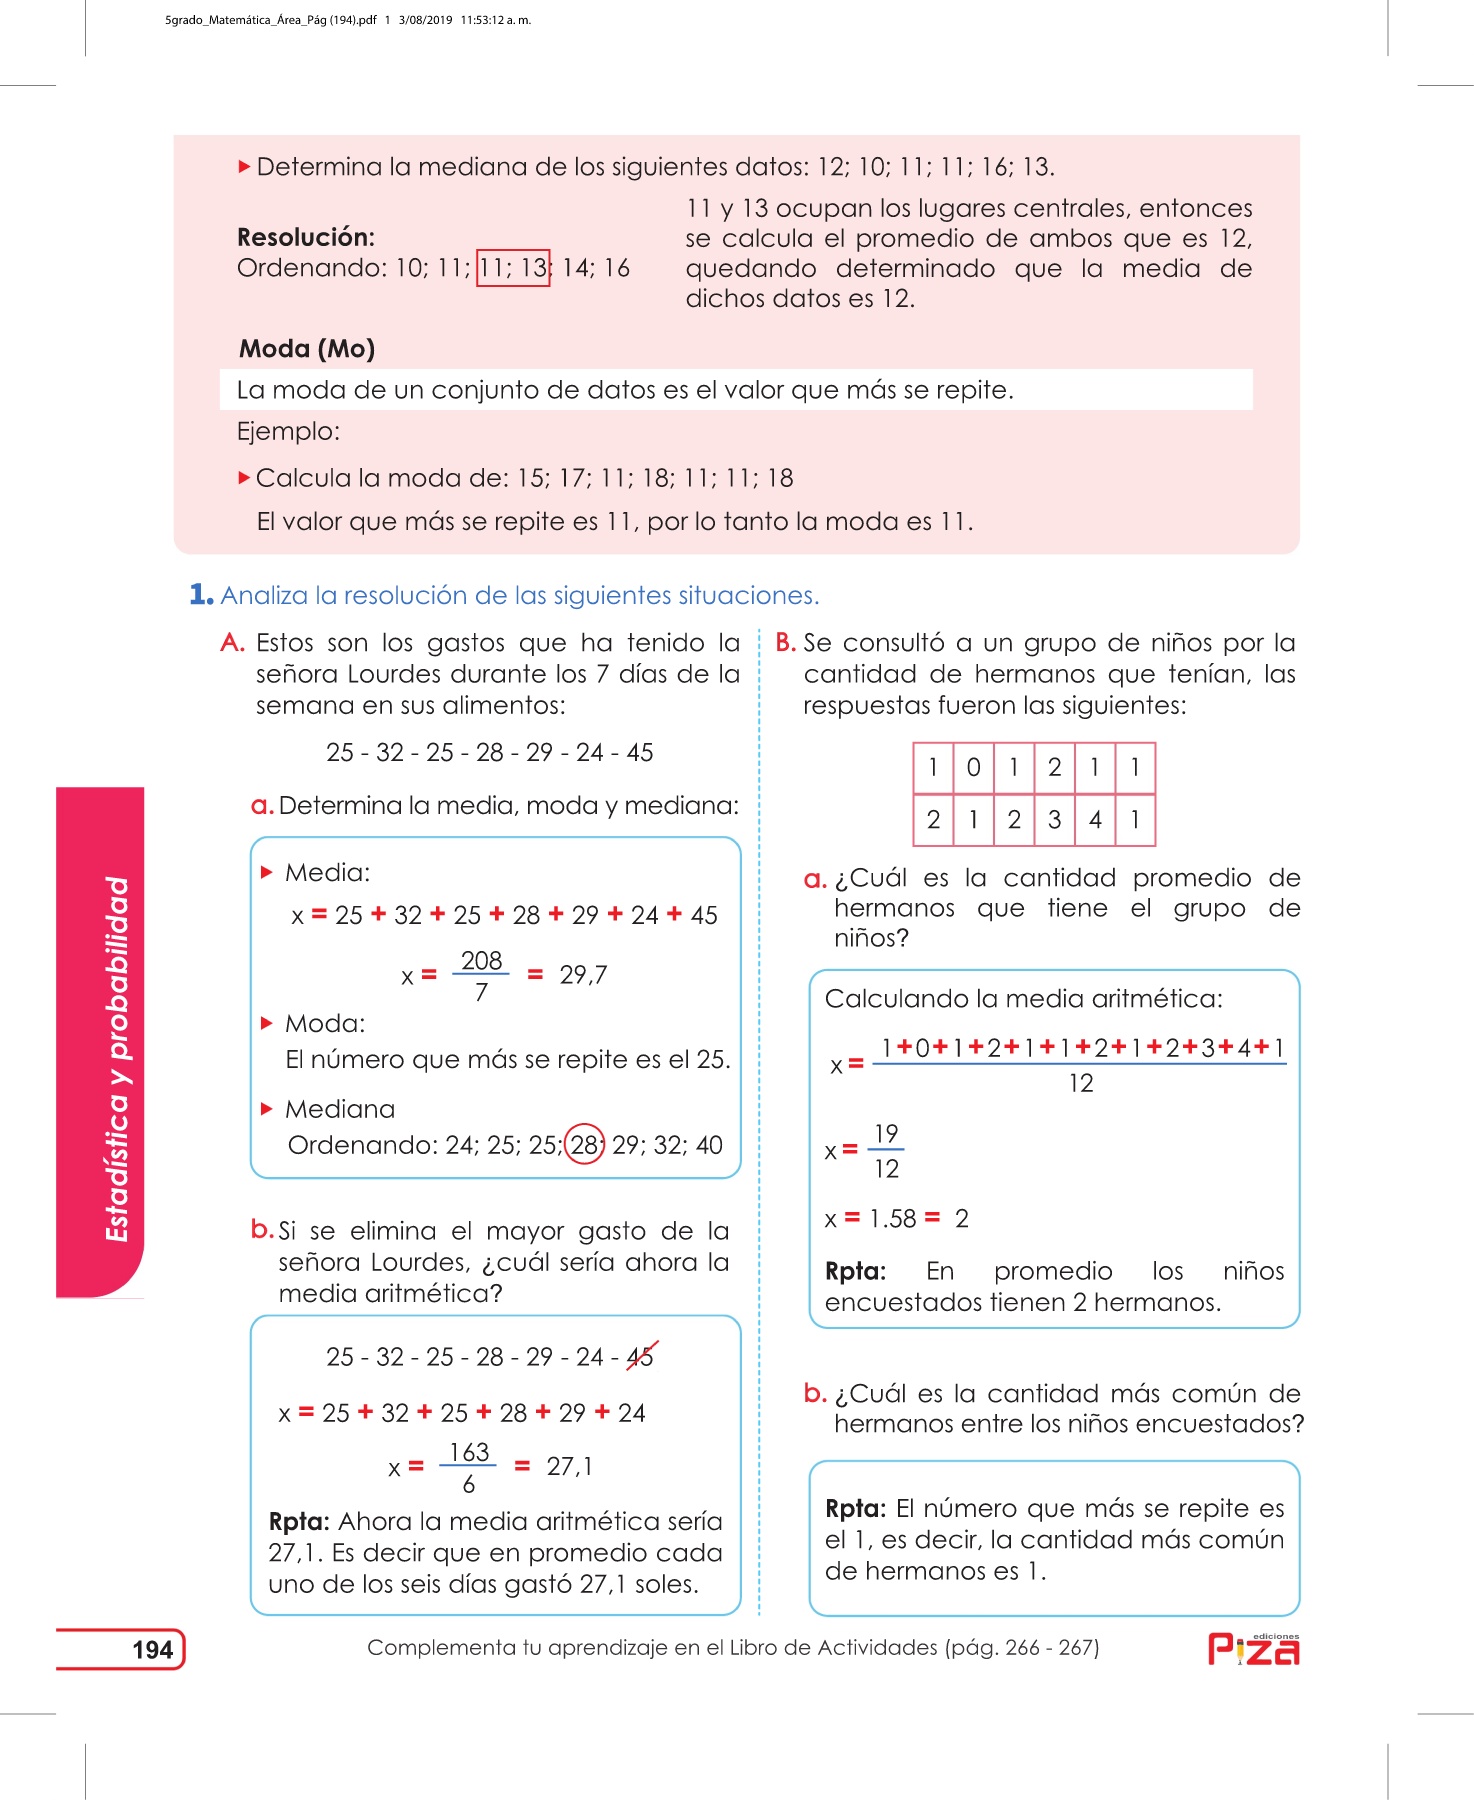 5grado_Matemática_Área_Pág (194).pdf 1 3/08/2019 11:53:12 a. m.
Determina la mediana de los siguientes datos: 12; 10; 11; 11; 16; 13.
Resolución:
Ordenando: 10; 11; 11; 13; 14; 16
11 y 13 ocupan los lugares centrales, entonces
se calcula el promedio de ambos que es 12,
quedando determinado que la media de
dichos datos es 12.
Moda (Mo)
La moda de un conjunto de datos es el valor que más se repite.
Ejemplo:
Calcula la moda de: 15; 17; 11; 18; 11; 11; 18
El valor que más se repite es 11, por lo tanto la moda es 11.
1. Analiza la resolución de las siguientes situaciones.
A. Estos son los gastos que ha tenido la
señora Lourdes durante los 7 días de la
semana en sus alimentos:
25 - 32 - 25 - 28 - 29 - 24 - 45
a. Determina la media, moda y mediana:
Media:
x = 25 + 32 + 25 + 28 + 29 + 24 + 45
x = 208/7 = 29,7
Moda:
El número que más se repite es el 25.
Mediana
Ordenando: 24; 25; 25; 28; 29; 32; 40
b. Si se elimina el mayor gasto de la
señora Lourdes, ¿cuál sería ahora la
media aritmética?
25 - 32 - 25 - 28 - 29 - 24 - 45
x = 25 + 32 + 25 + 28 + 29 + 24
x = 163/6 = 27,1
Rpta: Ahora la media aritmética sería
27,1. Es decir que en promedio cada
uno de los seis días gastó 27,1 soles.
B. Se consultó a un grupo de niños por la
cantidad de hermanos que tenían, las
respuestas fueron las siguientes:
1 0 1 2 1 1
2 1 2 3 4 1
a. ¿Cuál es la cantidad promedio de
hermanos que tiene el grupo de
niños?
Calculando la media aritmética:
x = 1+0+1+2+1+1+2+1+2+3+4+1
12
x = 19/12
x = 1.58 = 2
Rpta: En promedio los niños
encuestados tienen 2 hermanos.
b. ¿Cuál es la cantidad más común de
hermanos entre los niños encuestados?
Rpta: El número que más se repite es
el 1, es decir, la cantidad más común
de hermanos es 1.
Estadística y probabilidad
194
Complementa tu aprendizaje en el Libro de Actividades (pág. 266 - 267)
ediciones
Piza